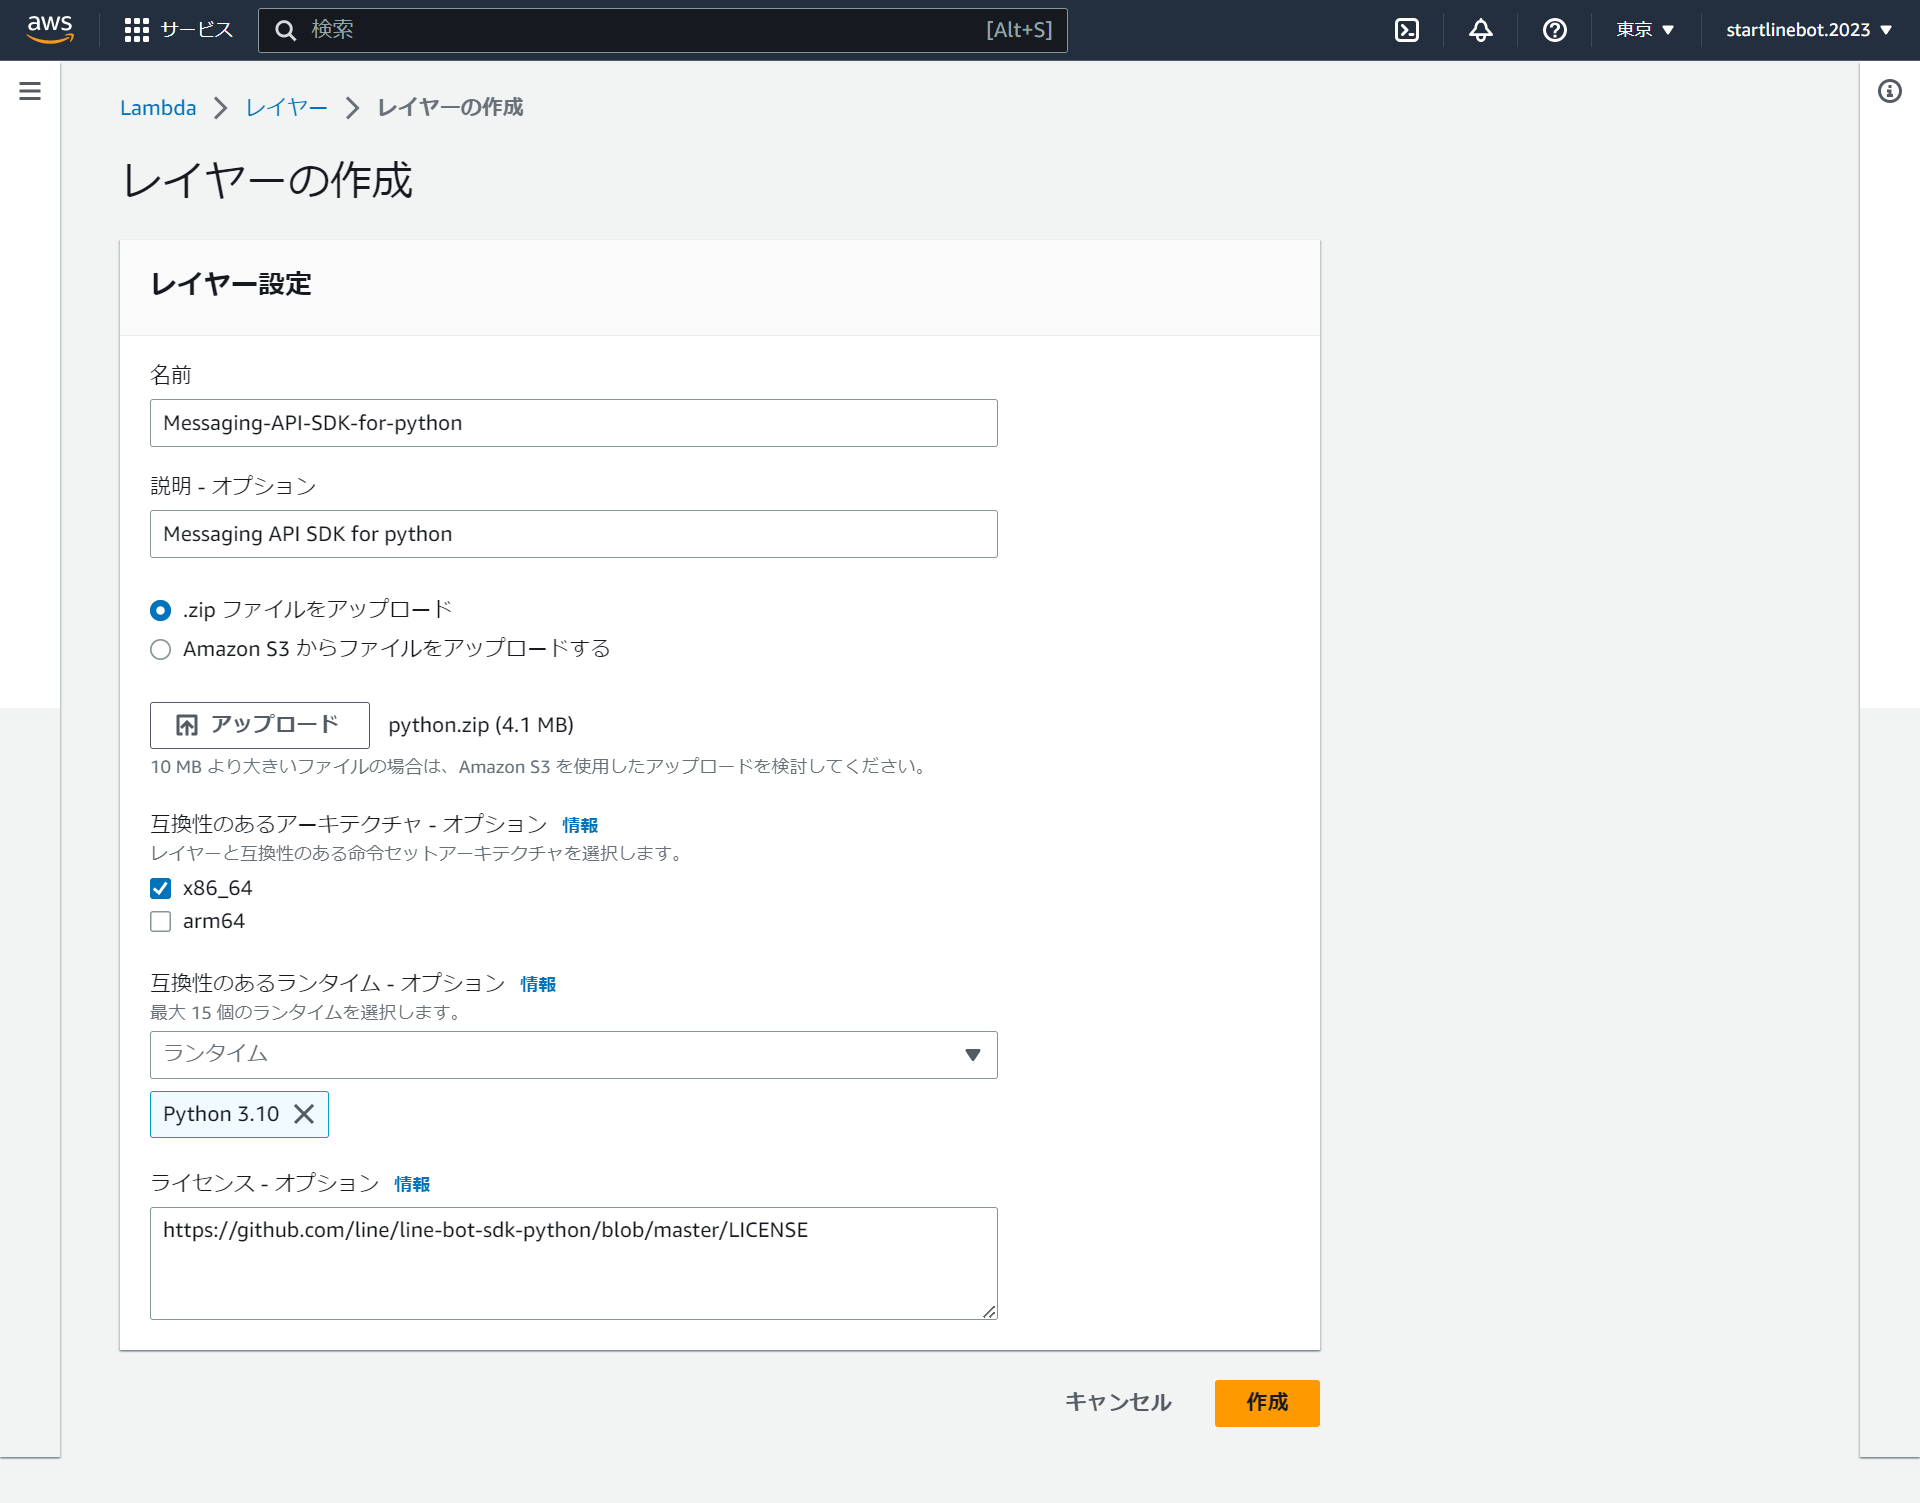 aws サービス 検索 [Alt+S] 東京 startlinebot.2023
Lambda レイヤー レイヤーの作成
レイヤーの作成
レイヤー設定
名前
Messaging-API-SDK-for-python
説明 - オプション
Messaging API SDK for python
.zip ファイルをアップロード
Amazon S3 からファイルをアップロードする
アップロード python.zip (4.1 MB)
10 MB より大きいファイルの場合は、Amazon S3 を使用したアップロードを検討してください。
互換性のあるアーキテクチャ - オプション 情報
レイヤーと互換性のある命令セットアーキテクチャを選択します。
x86_64
arm64
互換性のあるランタイム - オプション 情報
最大 15 個のランタイムを選択します。
ランタイム
Python 3.10
ライセンス - オプション 情報
https://github.com/line/line-bot-sdk-python/blob/master/LICENSE
キャンセル 作成